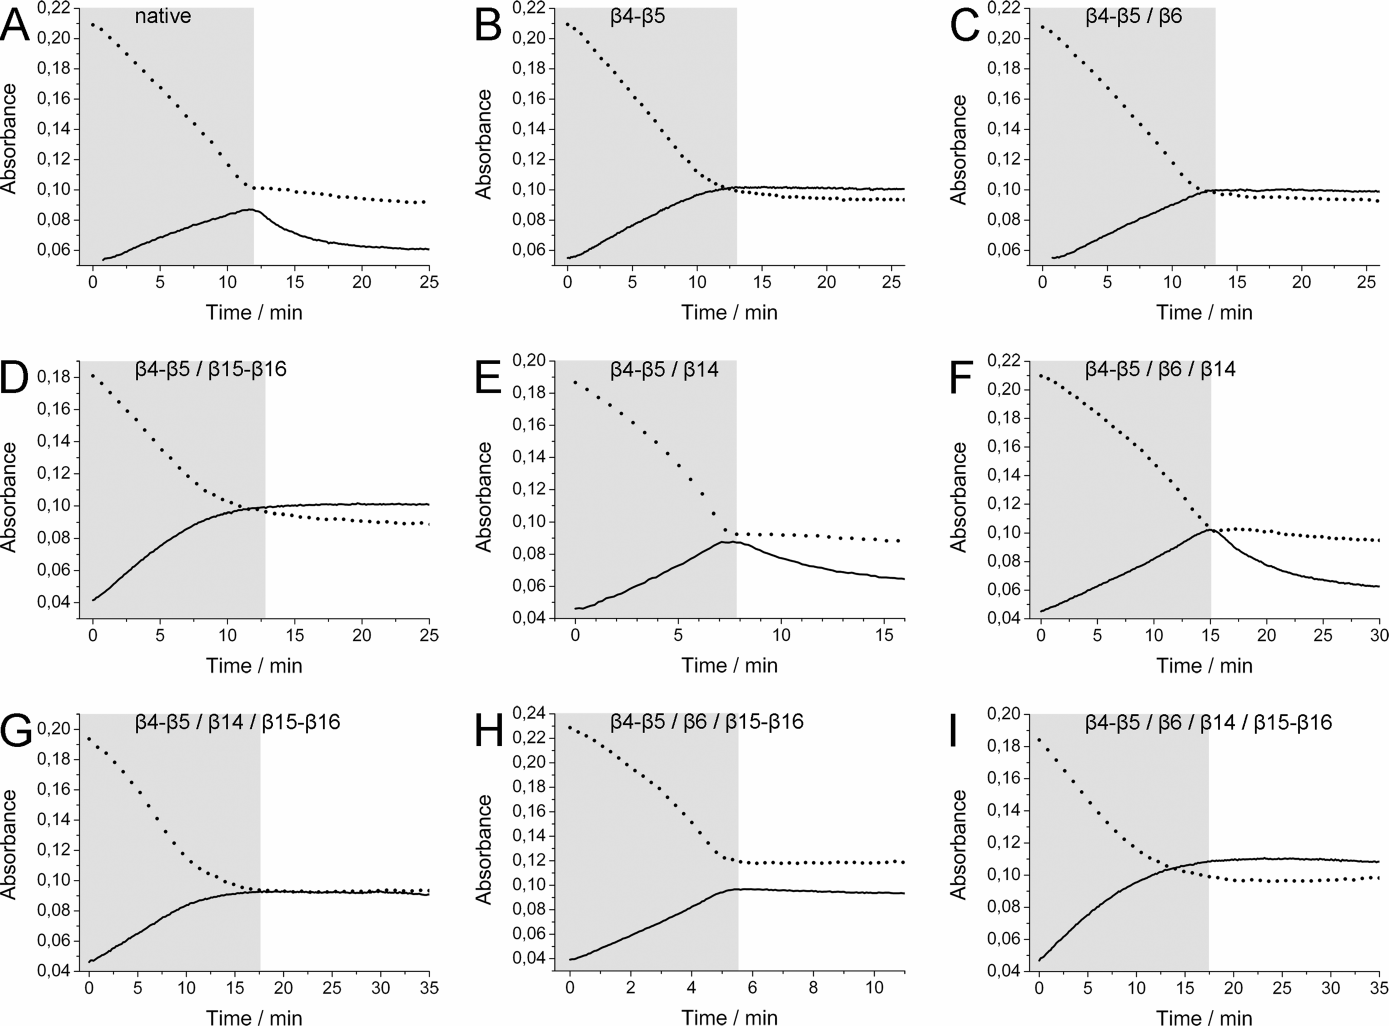 A
native
0,22
0,20
0,18
0,16
0,14
0,12
0,10
0,08
0,06
Absorbance
0 5 10 15 20 25
Time / min
B
β4-β5
0,22
0,20
0,18
0,16
0,14
0,12
0,10
0,08
0,06
Absorbance
0 5 10 15 20 25
Time / min
C
β4-β5 / β6
0,22
0,20
0,18
0,16
0,14
0,12
0,10
0,08
0,06
Absorbance
0 5 10 15 20 25
Time / min
D
β4-β5 / β15-β16
0,18
0,16
0,14
0,12
0,10
0,08
0,06
0,04
Absorbance
0 5 10 15 20 25
Time / min
E
β4-β5 / β14
0,20
0,18
0,16
0,14
0,12
0,10
0,08
0,06
0,04
Absorbance
0 5 10 15
Time / min
F
β4-β5 / β6 / β14
0,22
0,20
0,18
0,16
0,14
0,12
0,10
0,08
0,06
0,04
Absorbance
0 5 10 15 20 25 30
Time / min
G
β4-β5 / β14 / β15-β16
0,20
0,18
0,16
0,14
0,12
0,10
0,08
0,06
0,04
Absorbance
0 5 10 15 20 25 30 35
Time / min
H
β4-β5 / β6 / β15-β16
0,24
0,22
0,20
0,18
0,16
0,14
0,12
0,10
0,08
0,06
0,04
Absorbance
0 2 4 6 8 10
Time / min
I
β4-β5 / β6 / β14 / β15-β16
0,20
0,18
0,16
0,14
0,12
0,10
0,08
0,06
0,04
Absorbance
0 5 10 15 20 25 30 35
Time / min